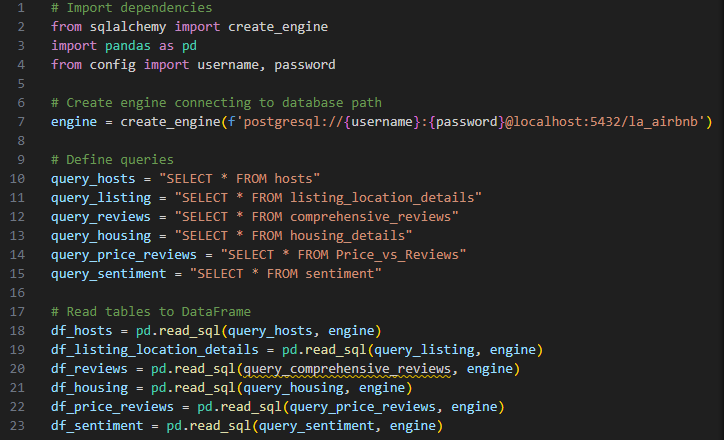 1 # Import dependencies
2 from sqlalchemy import create_engine
3 import pandas as pd
4 from config import username, password
5
6 # Create engine connecting to database path
7 engine = create_engine(f'postgresql://{username}:{password}@localhost:5432/la_airbnb')
8
9 # Define queries
10 query_hosts = "SELECT * FROM hosts"
11 query_listing = "SELECT * FROM listing_location_details"
12 query_reviews = "SELECT * FROM comprehensive_reviews"
13 query_housing = "SELECT * FROM housing_details"
14 query_price_reviews = "SELECT * FROM Price_vs_Reviews"
15 query_sentiment = "SELECT * FROM sentiment"
16
17 # Read tables to DataFrame
18 df_hosts = pd.read_sql(query_hosts, engine)
19 df_listing_location_details = pd.read_sql(query_listing, engine)
20 df_reviews = pd.read_sql(query_comprehensive_reviews, engine)
21 df_housing = pd.read_sql(query_housing, engine)
22 df_price_reviews = pd.read_sql(query_price_reviews, engine)
23 df_sentiment = pd.read_sql(query_sentiment, engine)